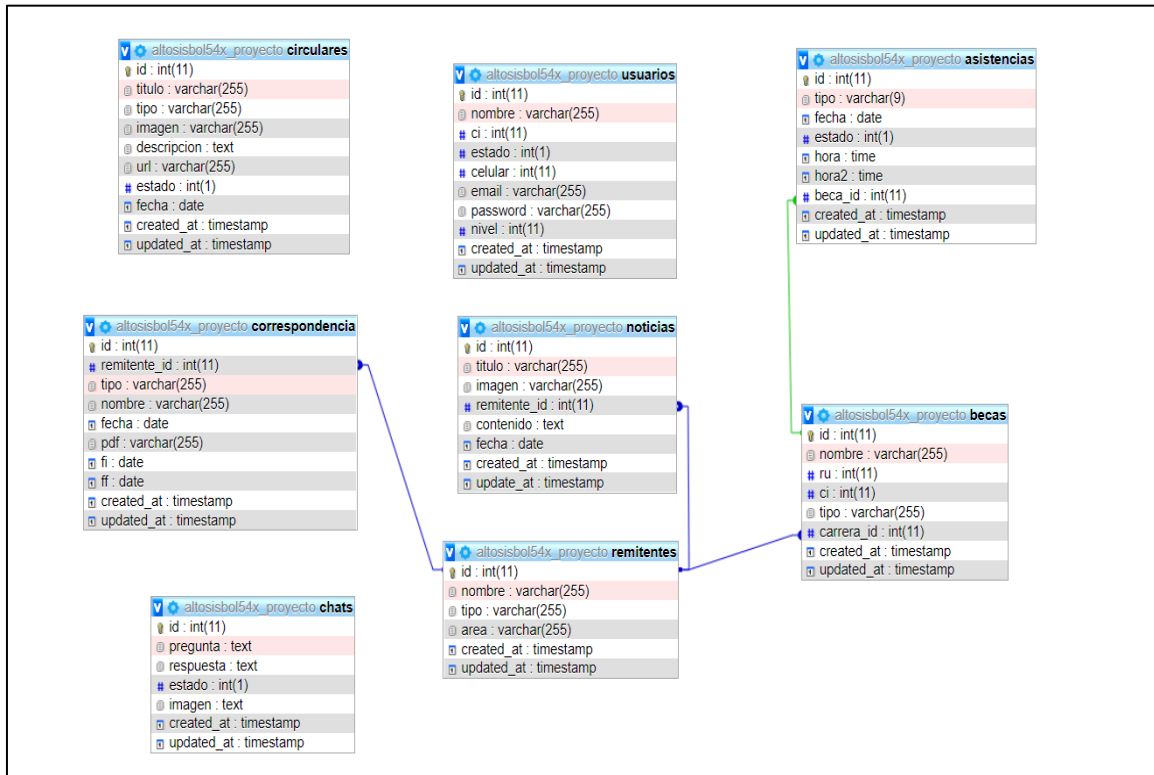 altosisbol54x_proyecto circulares
id : int(11)
titulo : varchar(255)
tipo : varchar(255)
imagen : varchar(255)
descripcion : text
url : varchar(255)
estado : int(1)
fecha : date
created_at : timestamp
updated_at : timestamp
altosisbol54x_proyecto usuarios
id : int(11)
nombre : varchar(255)
ci : int(11)
estado : int(1)
celular : int(11)
email : varchar(255)
password : varchar(255)
nivel : int(11)
created_at : timestamp
updated_at : timestamp
altosisbol54x_proyecto asistencias
id : int(11)
tipo : varchar(9)
fecha : date
estado : int(1)
hora : time
hora2 : time
beca_id : int(11)
created_at : timestamp
updated_at : timestamp
altosisbol54x_proyecto correspondencia
id : int(11)
remitente_id : int(11)
tipo : varchar(255)
nombre : varchar(255)
fecha : date
pdf : varchar(255)
fi : date
ff : date
created_at : timestamp
updated_at : timestamp
altosisbol54x_proyecto noticias
id : int(11)
titulo : varchar(255)
imagen : varchar(255)
remitente_id : int(11)
contenido : text
fecha : date
created_at : timestamp
update_at : timestamp
altosisbol54x_proyecto becas
id : int(11)
nombre : varchar(255)
ru : int(11)
ci : int(11)
tipo : varchar(255)
carrera_id : int(11)
created_at : timestamp
updated_at : timestamp
altosisbol54x_proyecto remitentes
id : int(11)
nombre : varchar(255)
tipo : varchar(255)
area : varchar(255)
created_at : timestamp
updated_at : timestamp
altosisbol54x_proyecto chats
id : int(11)
pregunta : text
respuesta : text
estado : int(1)
imagen : text
created_at : timestamp
updated_at : timestamp